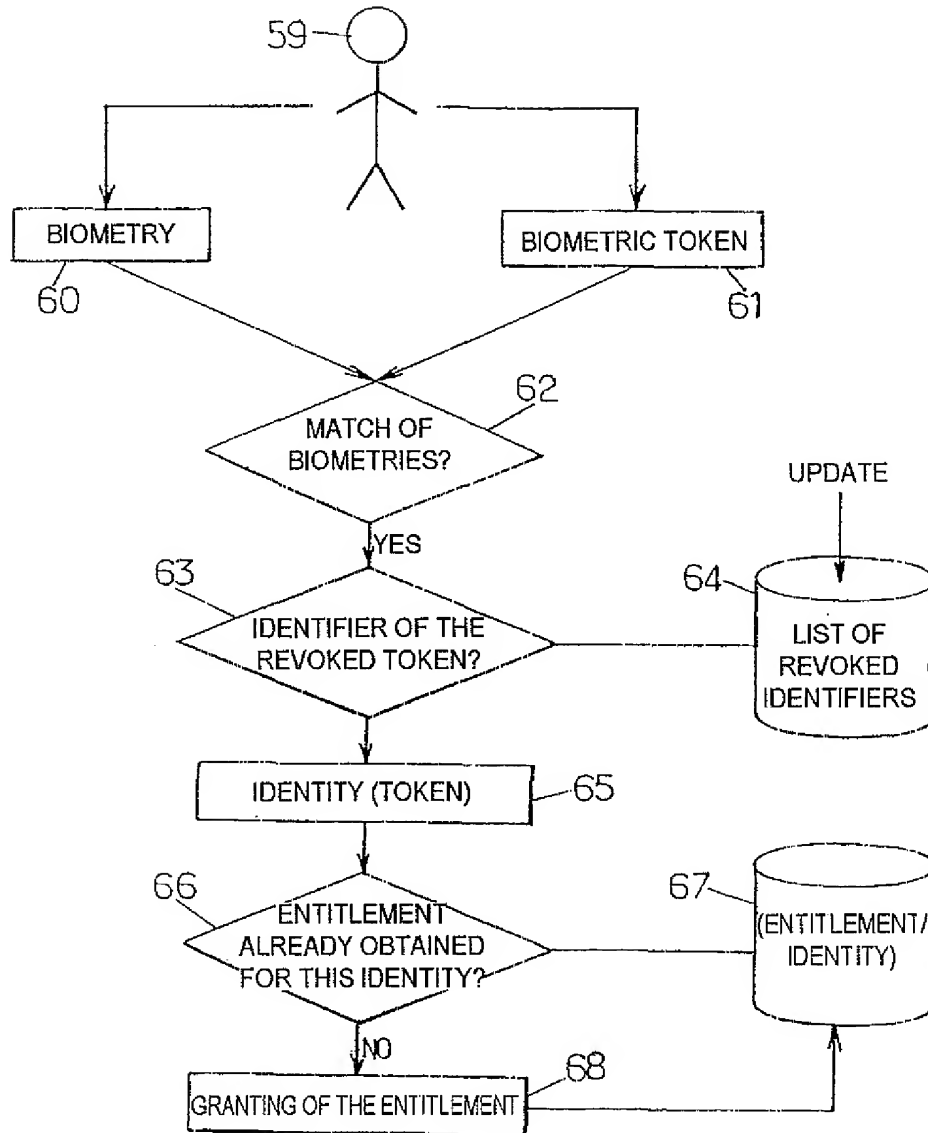 59
BIOMETRY
60
BIOMETRIC TOKEN
61
62
MATCH OF
BIOMETRIES?
YES
UPDATE
63
IDENTIFIER OF THE
REVOKED TOKEN?
64
LIST OF
REVOKED
IDENTIFIERS
IDENTITY (TOKEN)
65
66
ENTITLEMENT
ALREADY OBTAINED
FOR THIS IDENTITY?
67
(ENTITLEMENT/
IDENTITY)
NO
68
GRANTING OF THE ENTITLEMENT